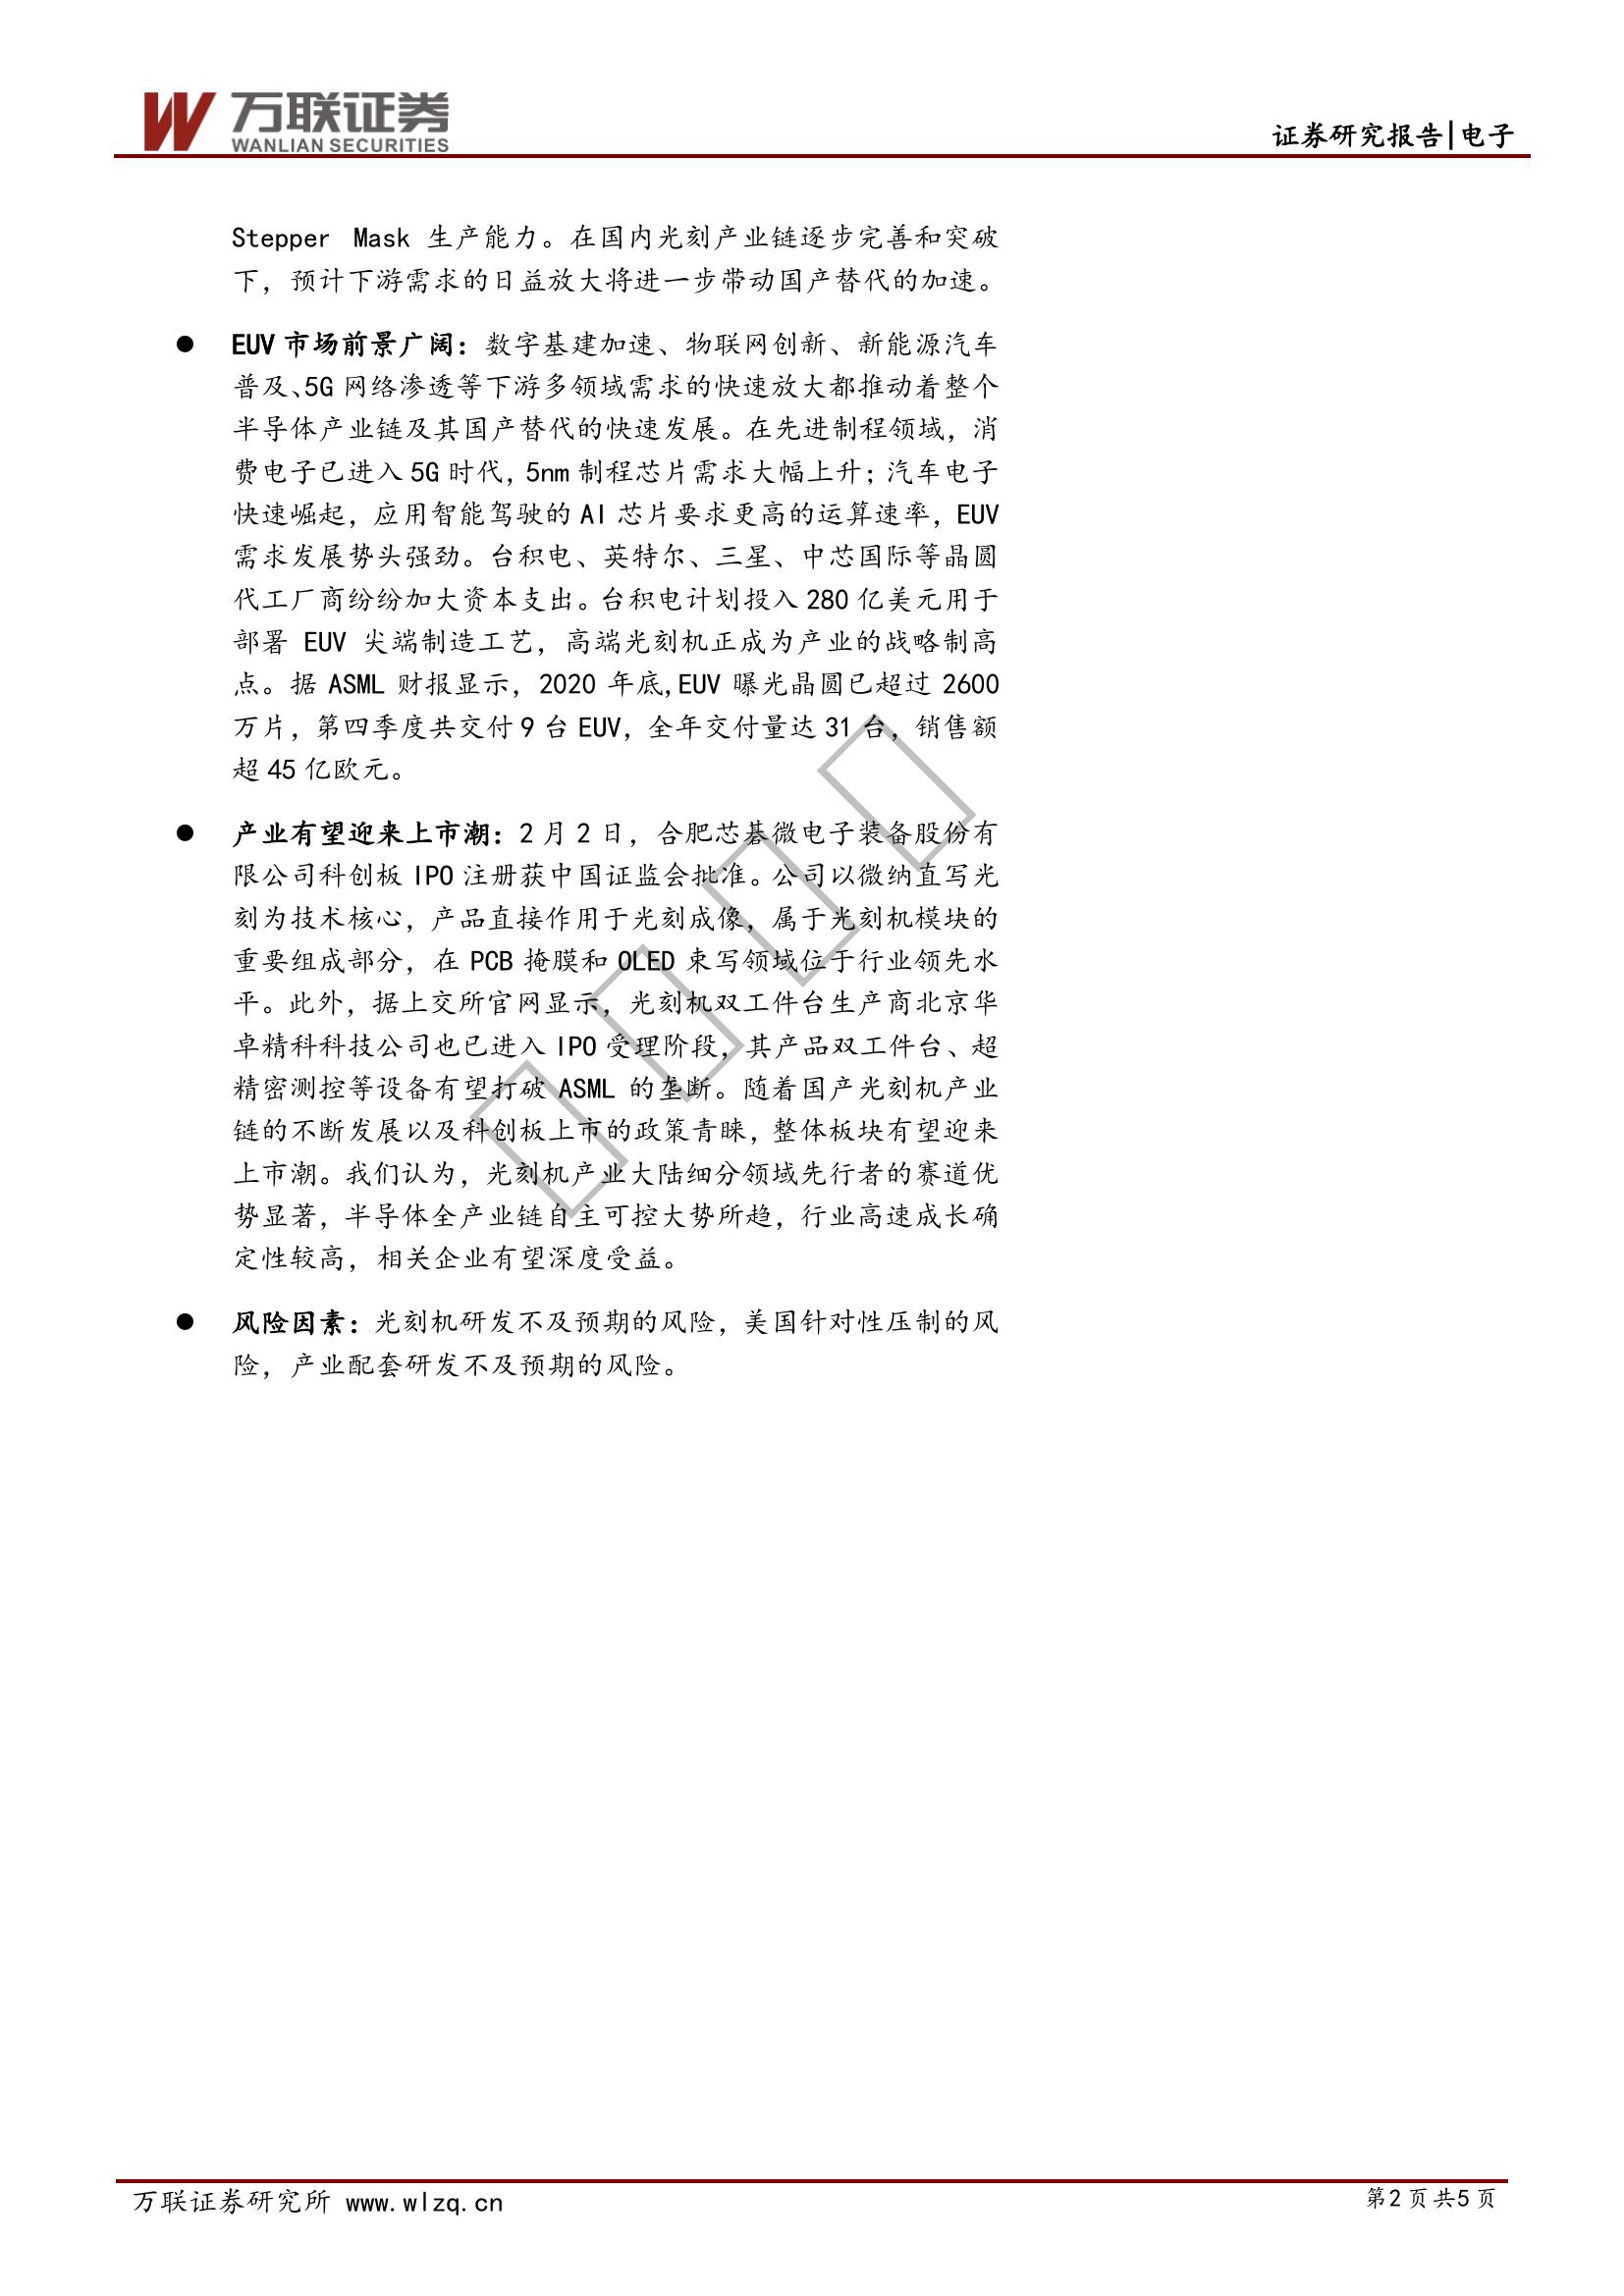 万联证券
WANLIAN SECURITIES
证券研究报告|电子
Stepper Mask 生产能力。在国内光刻产业链逐步完善和突破
下，预计下游需求的日益放大将进一步带动国产替代的加速。
● EUV 市场前景广阔：数字基建加速、物联网创新、新能源汽车
普及、5G 网络渗透等下游多领域需求的快速放大都推动着整个
半导体产业链及其国产替代的快速发展。在先进制程领域，消
费电子已进入 5G 时代，5nm 制程芯片需求大幅上升；汽车电子
快速崛起，应用智能驾驶的 AI 芯片要求更高的运算速率，EUV
需求发展势头强劲。台积电、英特尔、三星、中芯国际等晶圆
代工厂商纷纷加大资本支出。台积电计划投入 280 亿美元用于
部署 EUV 尖端制造工艺，高端光刻机正成为产业的战略制高
点。据 ASML 财报显示，2020 年底,EUV 曝光晶圆已超过 2600
万片，第四季度共交付 9 台 EUV，全年交付量达 31 台，销售额
超 45 亿欧元。
● 产业有望迎来上市潮：2 月 2 日，合肥芯碁微电子装备股份有
限公司科创板 IPO 注册获中国证监会批准。公司以微纳直写光
刻为技术核心，产品直接作用于光刻成像，属于光刻机模块的
重要组成部分，在 PCB 掩膜和 OLED 束写领域位于行业领先水
平。此外，据上交所官网显示，光刻机双工件台生产商北京华
卓精科科技公司也已进入 IPO 受理阶段，其产品双工件台、超
精密测控等设备有望打破 ASML 的垄断。随着国产光刻机产业
链的不断发展以及科创板上市的政策青睐，整体板块有望迎来
上市潮。我们认为，光刻机产业大陆细分领域先行者的赛道优
势显著，半导体全产业链自主可控大势所趋，行业高速成长确
定性较高，相关企业有望深度受益。
● 风险因素：光刻机研发不及预期的风险，美国针对性压制的风
险，产业配套研发不及预期的风险。
万联证券研究所 www.wlzq.cn
第2页共5页